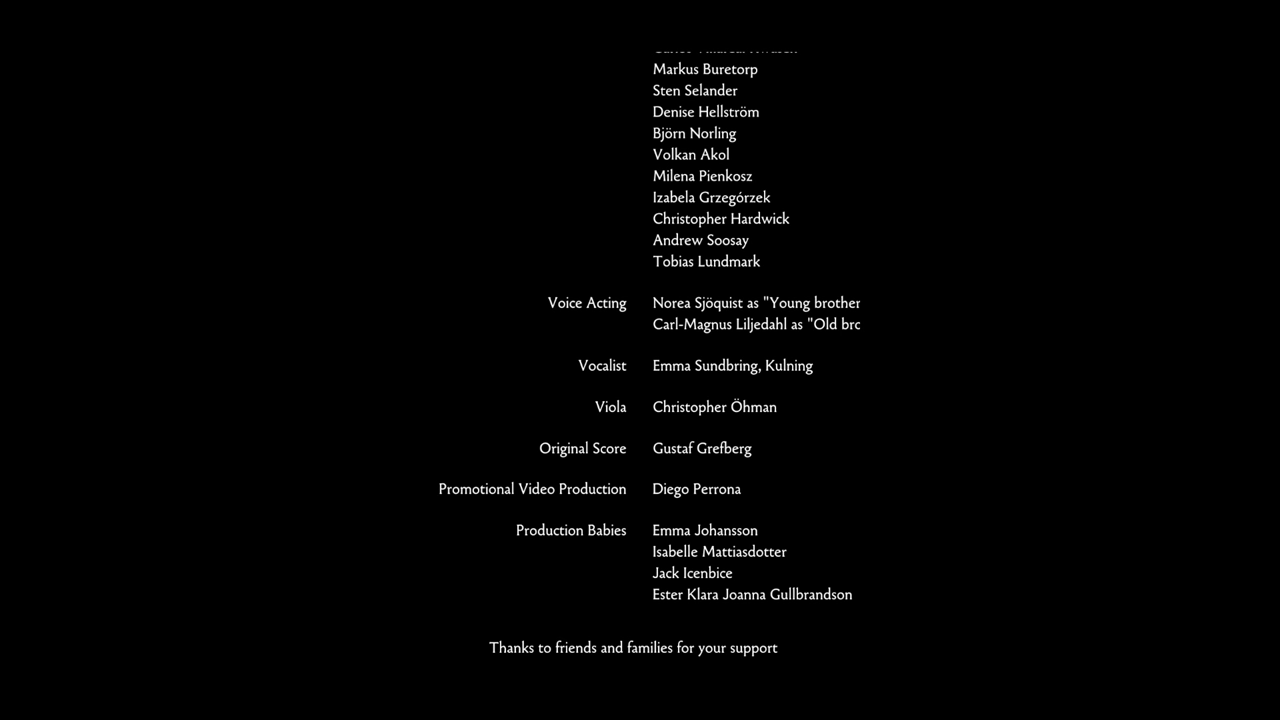 Markus Buretorp
Sten Selander
Denise Hellström
Björn Norling
Volkan Akol
Milena Pienkosz
Izabela Grzegórzek
Christopher Hardwick
Andrew Soosay
Tobias Lundmark
Voice Acting Norea Sjöquist as "Young brother
Carl-Magnus Liljedahl as "Old bro
Vocalist Emma Sundbring, Kulning
Viola Christopher Öhman
Original Score Gustaf Grefberg
Promotional Video Production Diego Perrona
Production Babies Emma Johansson
Isabelle Mattiasdotter
Jack Icenbice
Ester Klara Joanna Gullbrandson
Thanks to friends and families for your support